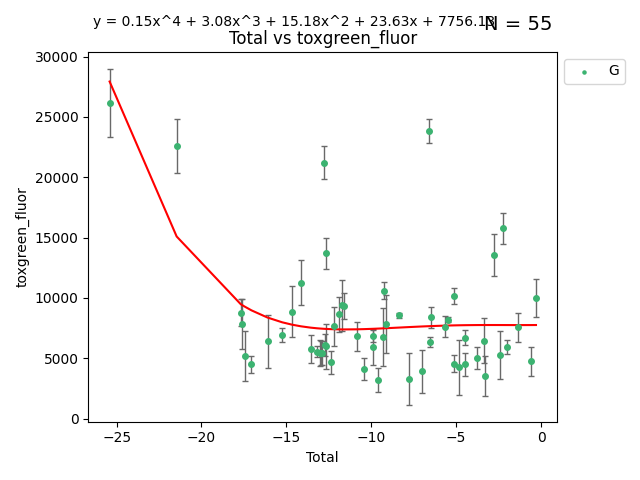 y = 0.15x^4 + 3.08x^3 + 15.18x^2 + 23.63x + 7756.13
N = 55
Total vs toxgreen_fluor
G
30000
25000
20000
15000
10000
5000
0
toxgreen_fluor
−25 −20 −15 −10 −5 0
Total